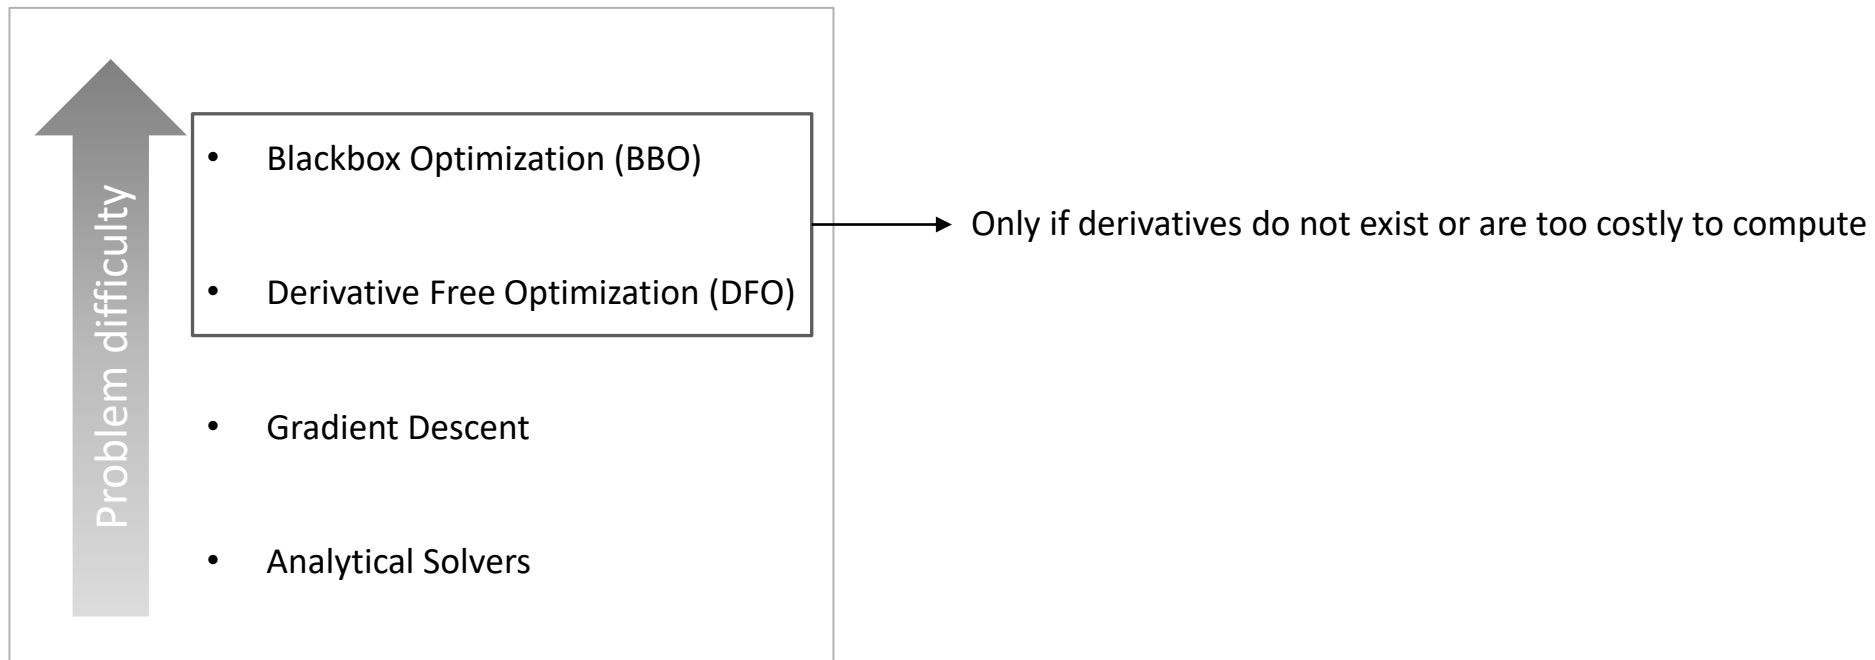 Problem difficulty
• Blackbox Optimization (BBO)
• Derivative Free Optimization (DFO)
• Gradient Descent
• Analytical Solvers
Only if derivatives do not exist or are too costly to compute